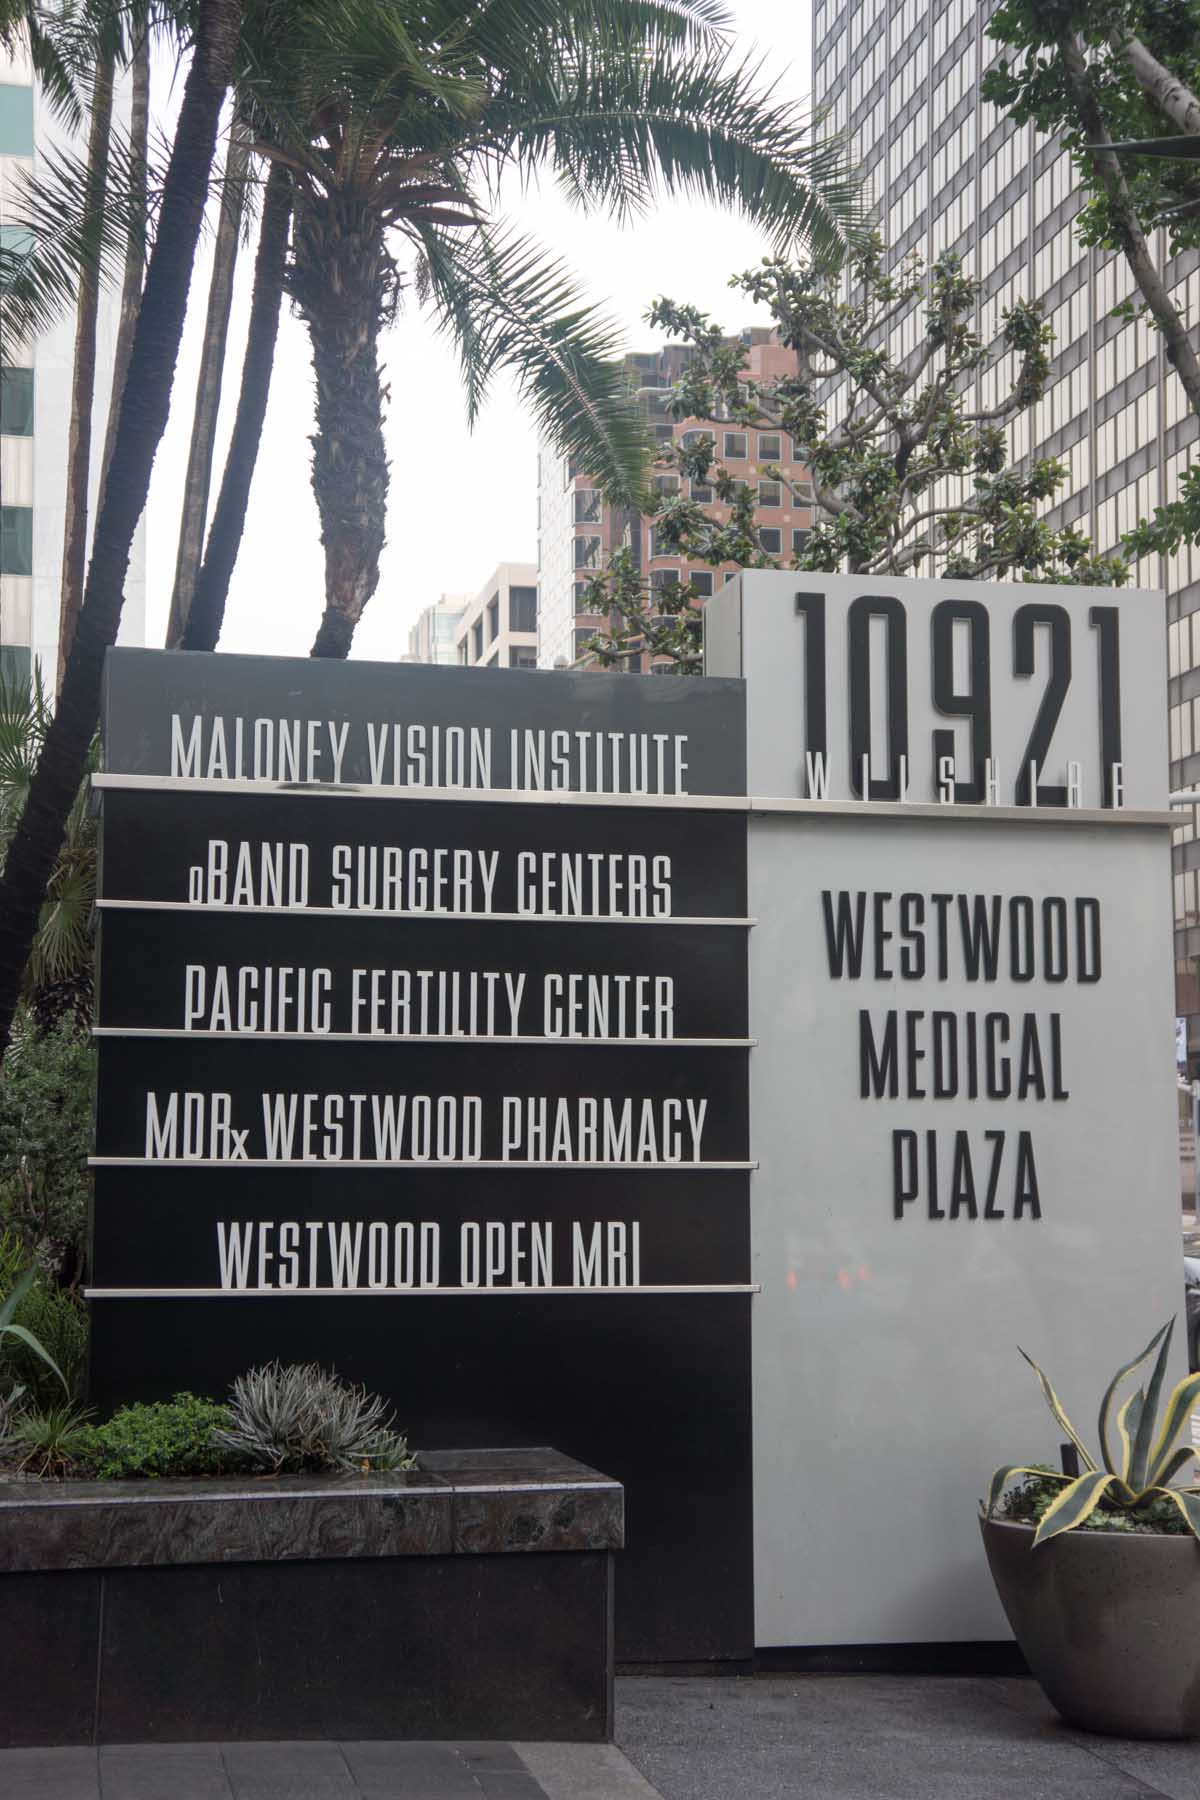 MALONEY VISION INSTITUTE
oBAND SURGERY CENTERS
PACIFIC FERTILITY CENTER
MDRx WESTWOOD PHARMACY
WESTWOOD OPEN MRI
10921
WILSHIRE
WESTWOOD
MEDICAL
PLAZA